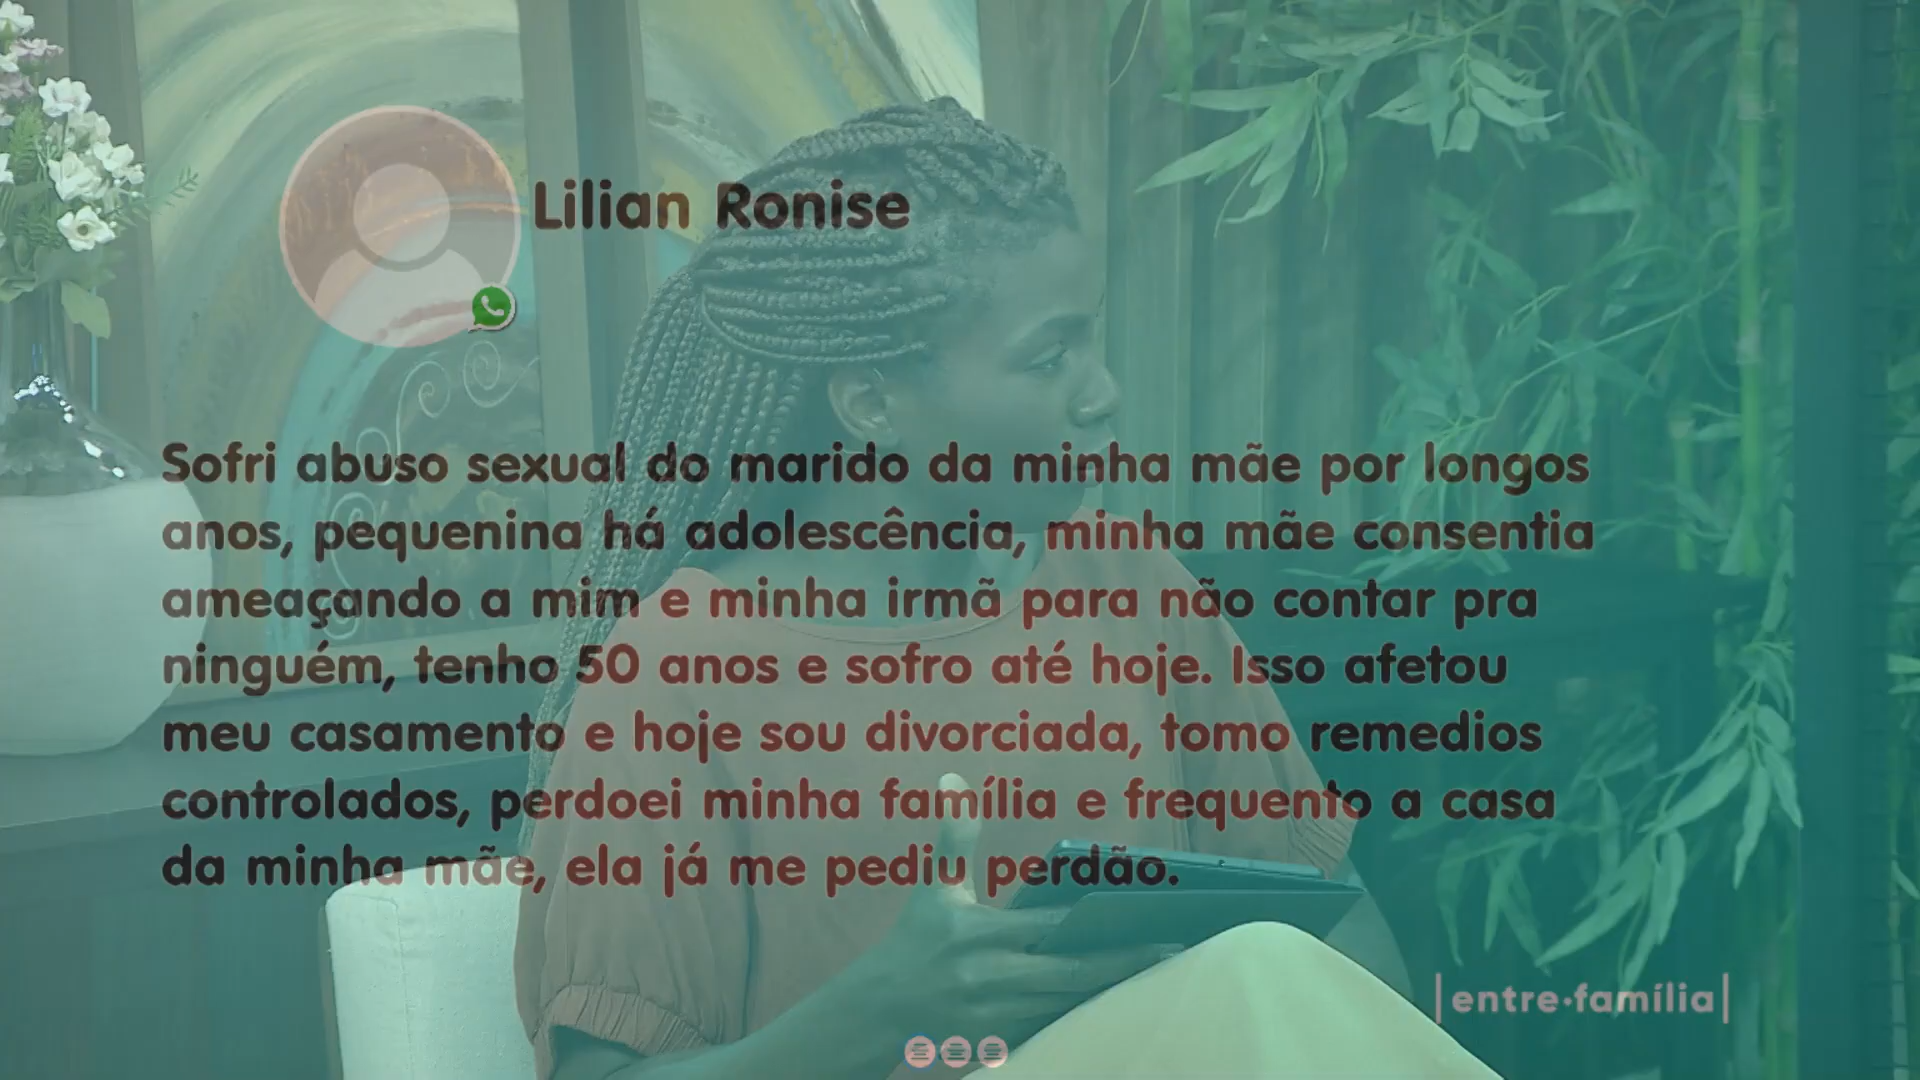 Lilian Ronise
Sofri abuso sexual do marido da minha mãe por longos
anos, pequenina há adolescência, minha mãe consentia
ameaçando a mim e minha irmã para não contar pra
ninguém, tenho 50 anos e sofro até hoje. Isso afetou
meu casamento e hoje sou divorciada, tomo remedios
controlados, perdoei minha família e frequento a casa
da minha mãe, ela já me pediu perdão.
|entre•família|